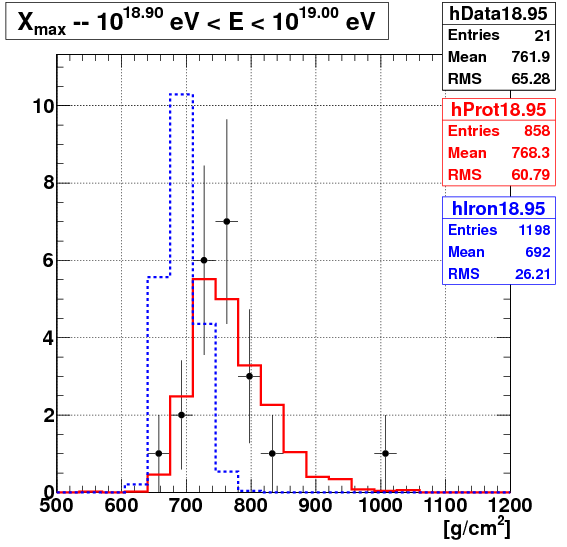 X_max -- 10^18.90 eV < E < 10^19.00 eV
hData18.95
Entries 21
Mean 761.9
RMS 65.28
hProt18.95
Entries 858
Mean 768.3
RMS 60.79
hIron18.95
Entries 1198
Mean 692
RMS 26.21
10
8
6
4
2
0
500 600 700 800 900 1000 1100 1200
[g/cm^2]